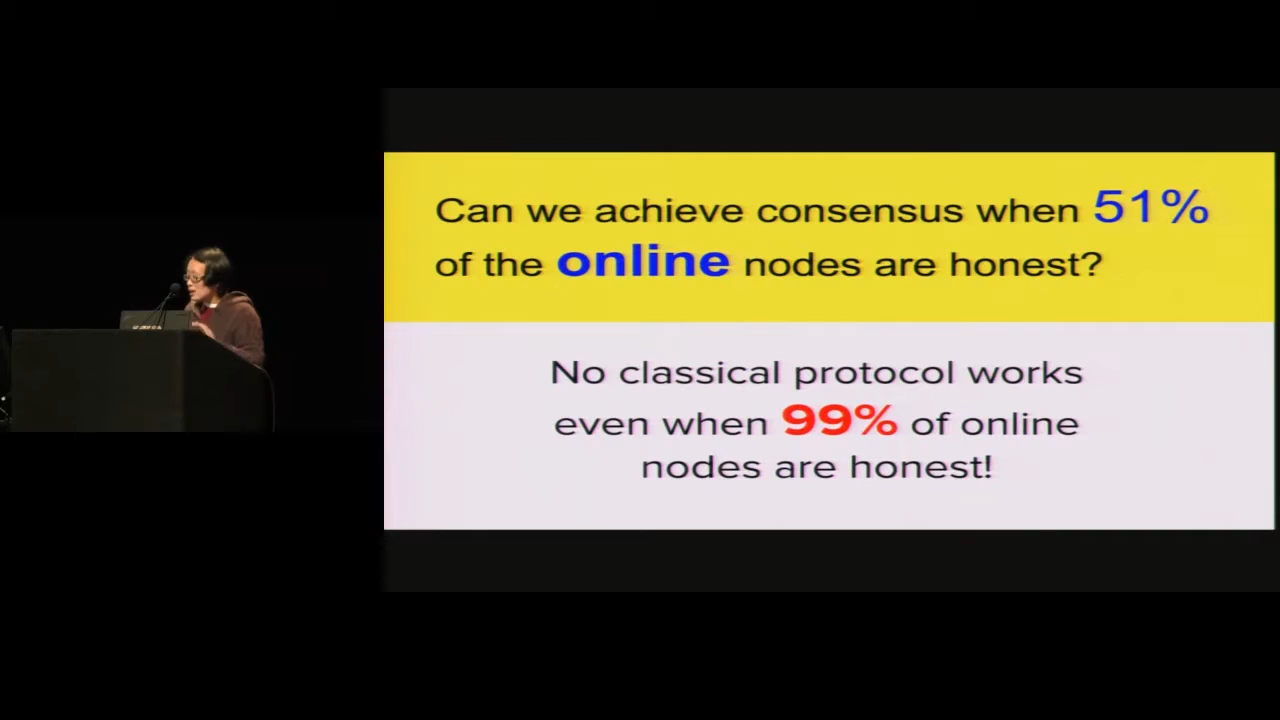 Can we achieve consensus when 51%
of the online nodes are honest?
No classical protocol works
even when 99% of online
nodes are honest!